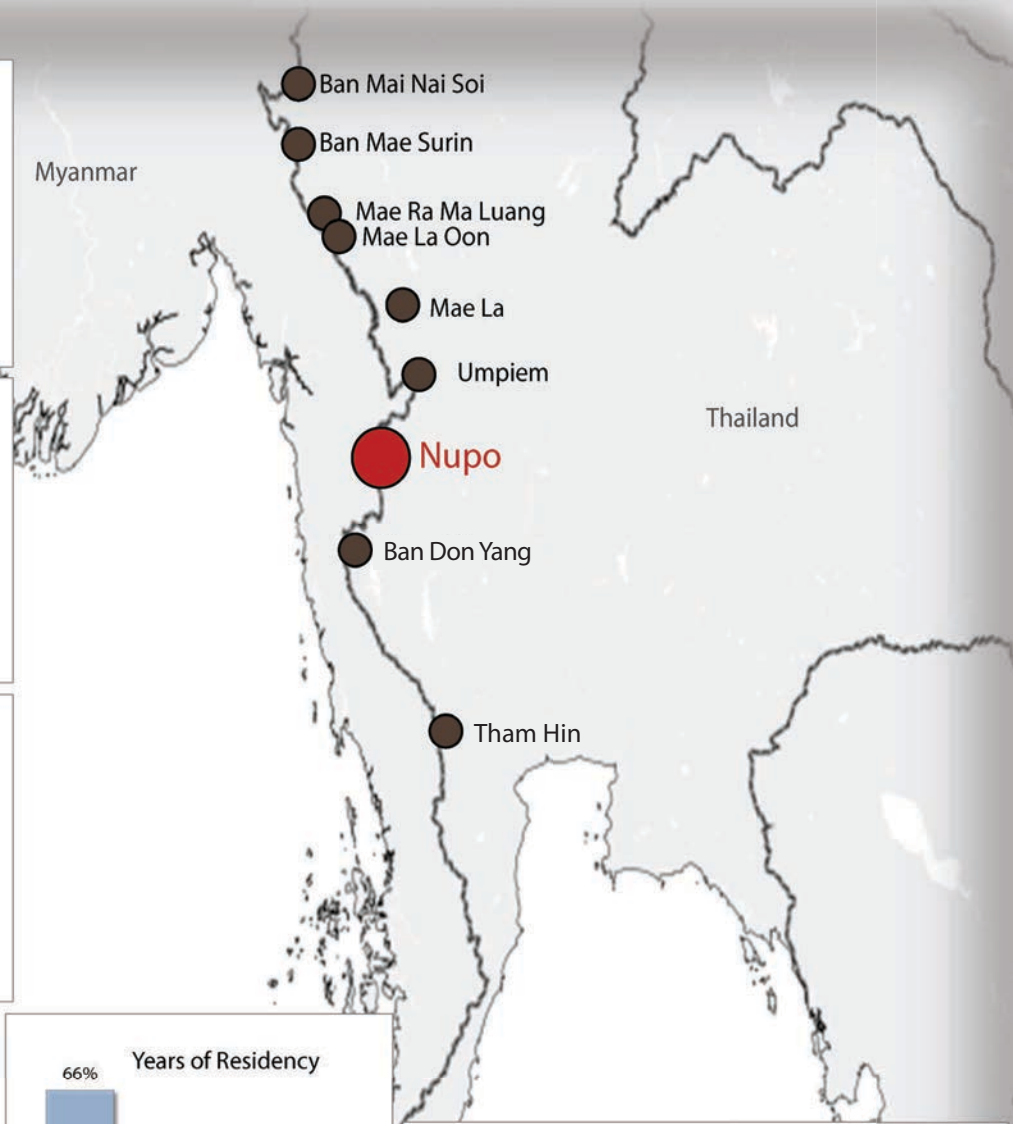 Ban Mai Nai Soi
Ban Mae Surin
Myanmar
Mae Ra Ma Luang
Mae La Oon
Mae La
Umpiem
Thailand
Nupo
Ban Don Yang
Tham Hin
Years of Residency
66%